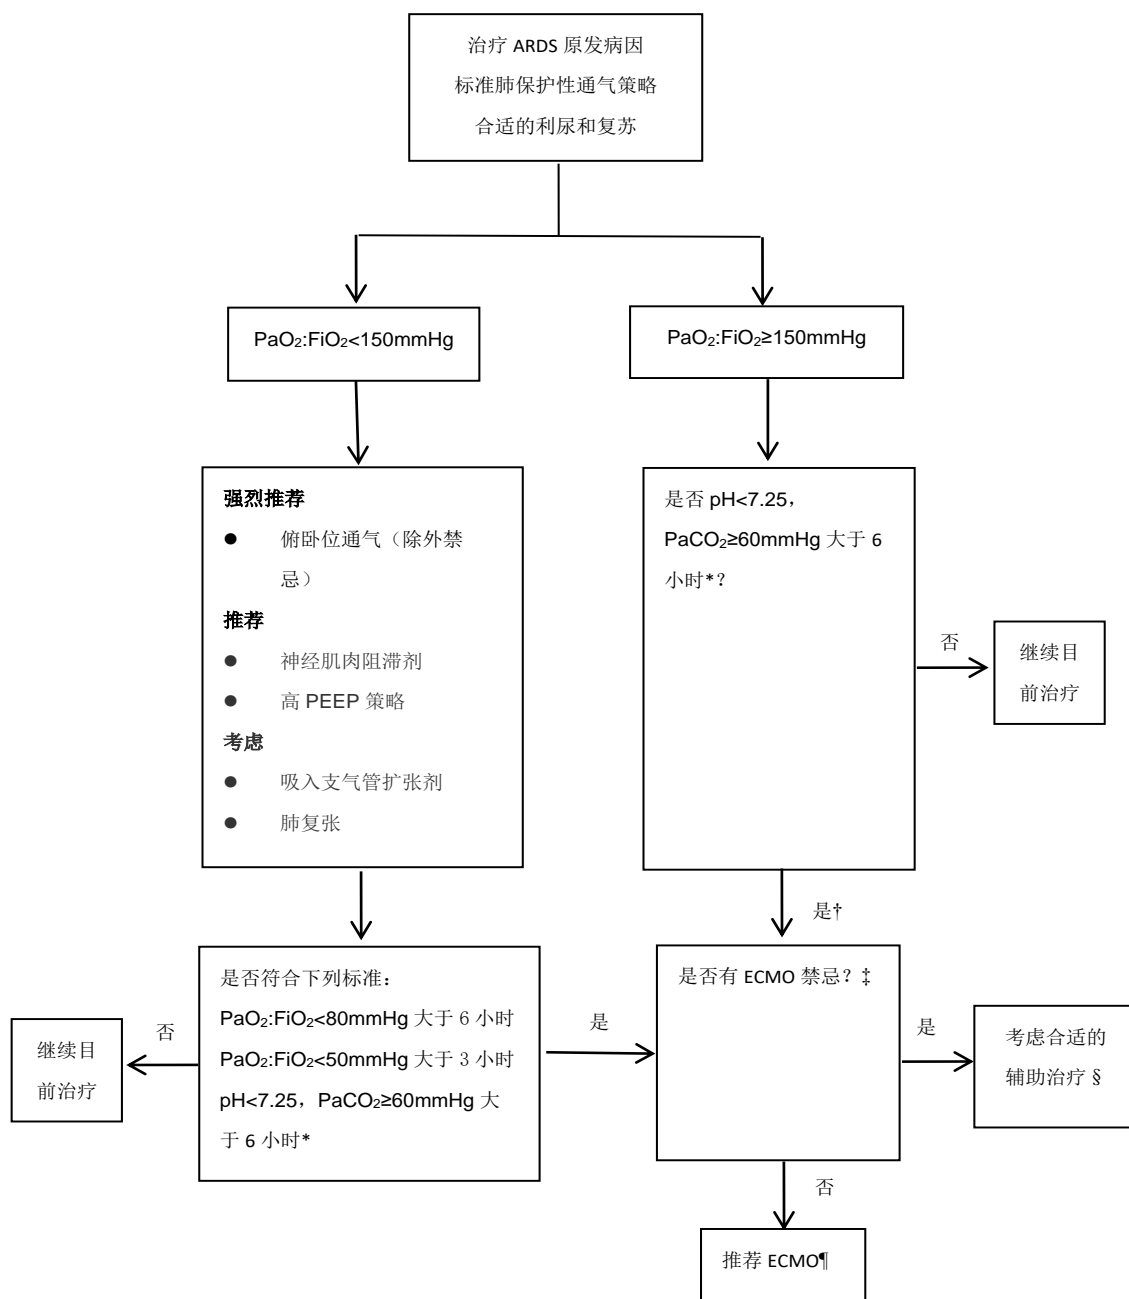 治疗 ARDS 原发病因
标准肺保护性通气策略
合适的利尿和复苏
PaO₂:FiO₂<150mmHg
PaO₂:FiO₂≥150mmHg
强烈推荐
● 俯卧位通气（除外禁
忌）
推荐
● 神经肌肉阻滞剂
● 高 PEEP 策略
考虑
● 吸入支气管扩张剂
● 肺复张
是否 pH<7.25，
PaCO₂≥60mmHg 大于 6
小时*？
否
继续目
前治疗
是†
是否符合下列标准：
PaO₂:FiO₂<80mmHg 大于 6 小时
PaO₂:FiO₂<50mmHg 大于 3 小时
pH<7.25，PaCO₂≥60mmHg 大
于 6 小时*
否
继续目
前治疗
是
是否有 ECMO 禁忌？‡
是
考虑合适的
辅助治疗 §
否
推荐 ECMO¶